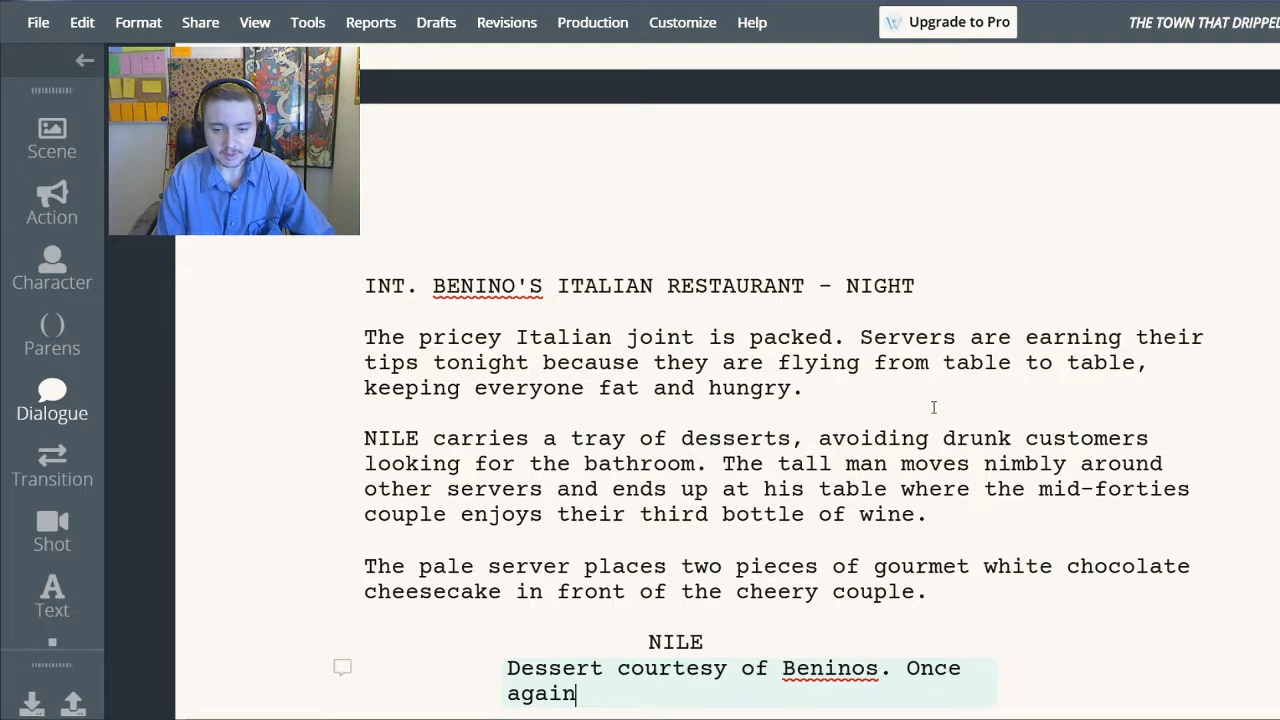 File Edit Format Share View Tools Reports Drafts Revisions Production Customize Help Upgrade to Pro THE TOWN THAT DRIPPED
Scene
Action
Character
Parens
Dialogue
Transition
Shot
Text
INT. BENINO'S ITALIAN RESTAURANT - NIGHT
The pricey Italian joint is packed. Servers are earning their
tips tonight because they are flying from table to table,
keeping everyone fat and hungry.
NILE carries a tray of desserts, avoiding drunk customers
looking for the bathroom. The tall man moves nimbly around
other servers and ends up at his table where the mid-forties
couple enjoys their third bottle of wine.
The pale server places two pieces of gourmet white chocolate
cheesecake in front of the cheery couple.
NILE
Dessert courtesy of Beninos. Once
again